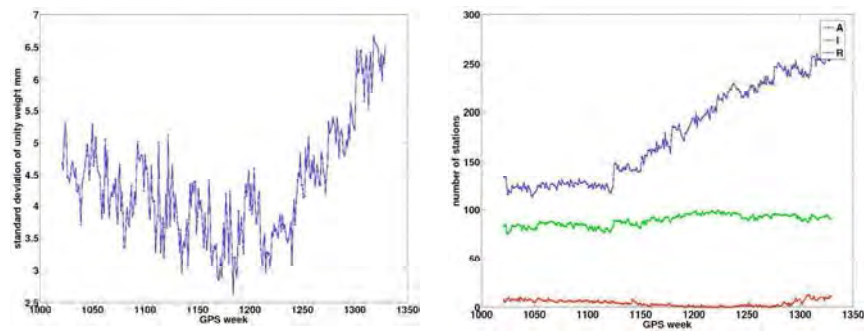 standard deviation of unity weight mm
7
6.5
6
5.5
5
4.5
4
3.5
3
2.5
1000 1050 1100 1150 1200 1250 1300 1350
GPS week
number of stations
300
250
200
150
100
50
0
1000 1050 1100 1150 1200 1250 1300 1350
GPS week
A
I
R